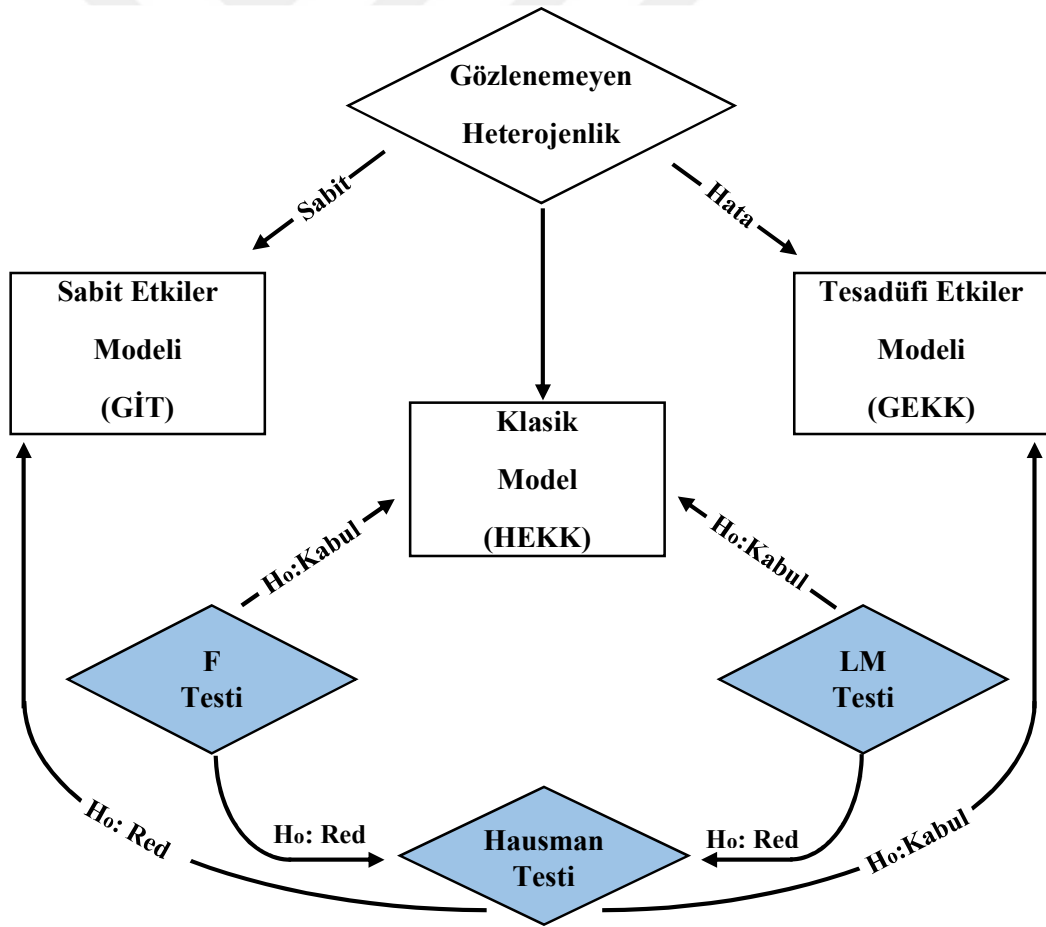 Gözlenemeyen
Heterojenlik
Sabit
Hata
Sabit Etkiler
Modeli
(GİT)
Tesadüfi Etkiler
Modeli
(GEKK)
Klasik
Model
(HEKK)
H₀:Kabul
H₀:Kabul
F
Testi
LM
Testi
H₀: Red
H₀: Red
Hausman
Testi
H₀: Red
H₀:Kabul